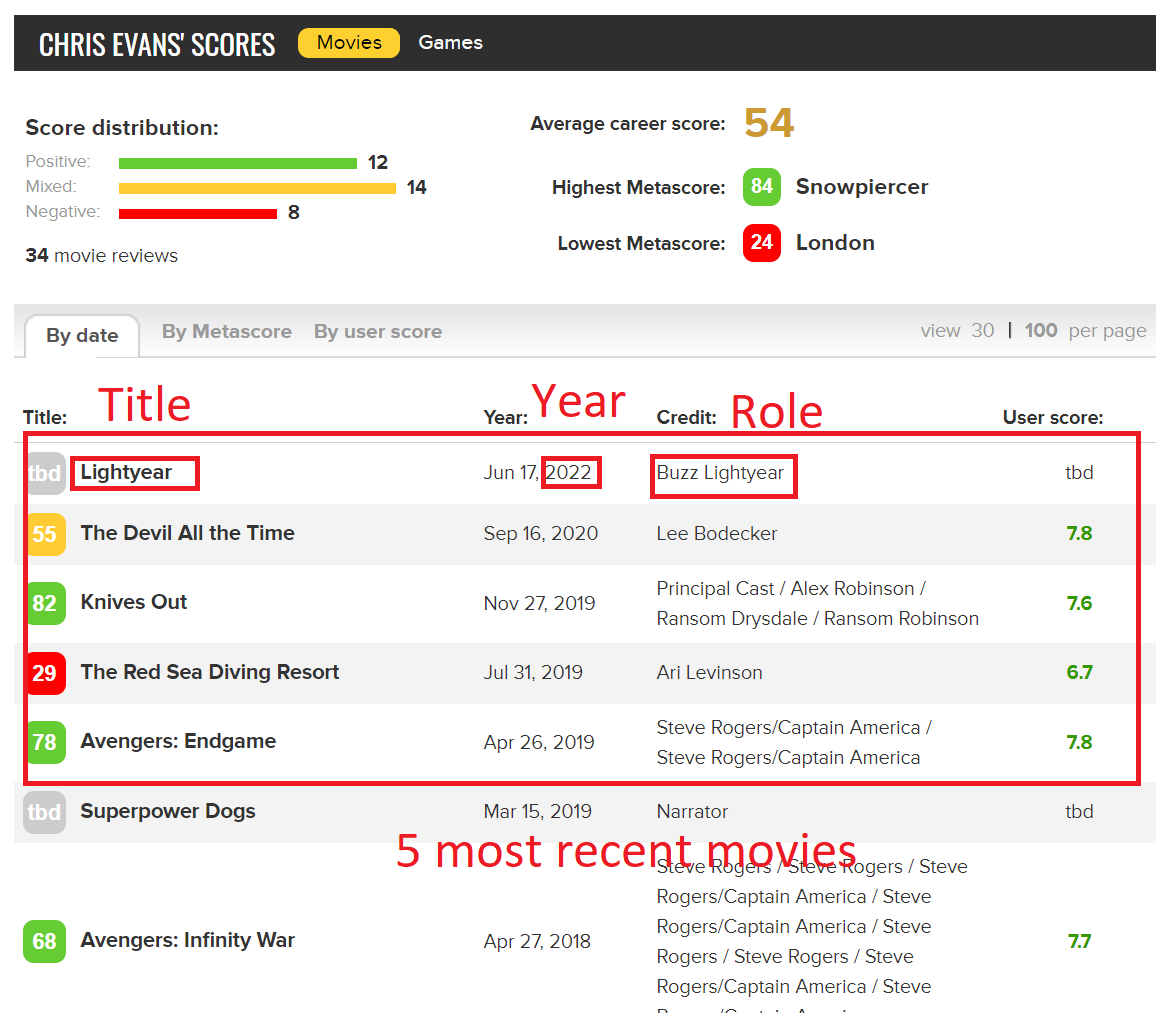 CHRIS EVANS' SCORES Movies Games
Score distribution:
Positive: 12
Mixed: 14
Negative: 8
34 movie reviews
Average career score: 54
Highest Metascore: 84 Snowpiercer
Lowest Metascore: 24 London
By date By Metascore By user score view 30 | 100 per page
Title Year Role
Title: Year: Credit: User score:
tbd Lightyear Jun 17, 2022 Buzz Lightyear tbd
55 The Devil All the Time Sep 16, 2020 Lee Bodecker 7.8
82 Knives Out Nov 27, 2019 Principal Cast / Alex Robinson /
Ransom Drysdale / Ransom Robinson 7.6
29 The Red Sea Diving Resort Jul 31, 2019 Ari Levinson 6.7
78 Avengers: Endgame Apr 26, 2019 Steve Rogers/Captain America /
Steve Rogers/Captain America 7.8
tbd Superpower Dogs Mar 15, 2019 Narrator tbd
5 most recent movies
68 Avengers: Infinity War Apr 27, 2018 Steve Rogers / Steve Rogers / Steve
Rogers/Captain America / Steve
Rogers/Captain America / Steve
Rogers / Steve Rogers / Steve
Rogers/Captain America / Steve 7.7